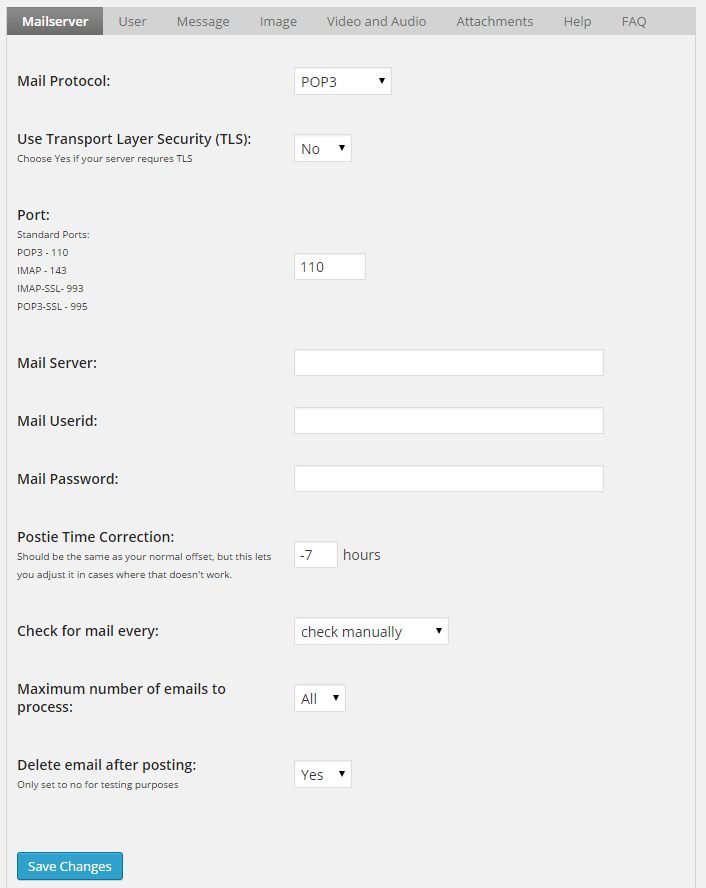 Mailserver User Message Image Video and Audio Attachments Help FAQ
Mail Protocol: POP3
Use Transport Layer Security (TLS): No
Choose Yes if your server requres TLS
Port:
Standard Ports:
POP3 - 110
IMAP - 143
110
IMAP-SSL- 993
POP3-SSL - 995
Mail Server:
Mail Userid:
Mail Password:
Postie Time Correction:
Should be the same as your normal offset, but this lets
you adjust it in cases where that doesn't work.
-7 hours
Check for mail every: check manually
Maximum number of emails to
process:
All
Delete email after posting: Yes
Only set to no for testing purposes
Save Changes